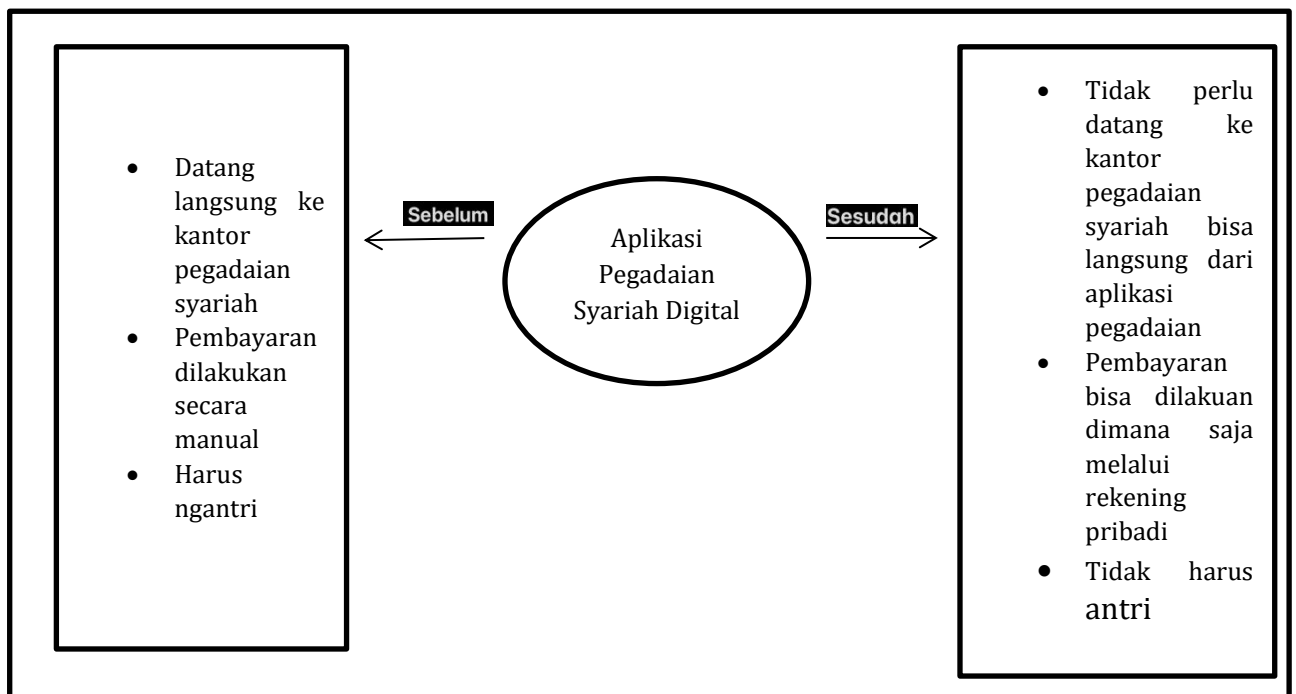 Datang
langsung ke
kantor
pegadaian
syariah
Pembayaran
dilakukan
secara
manual
Harus
ngantri
Sebelum
Aplikasi
Pegadaian
Syariah Digital
Sesudah
Tidak perlu
datang ke
kantor
pegadaian
syariah bisa
langsung dari
aplikasi
pegadaian
Pembayaran
bisa dilakuan
dimana saja
melalui
rekening
pribadi
Tidak harus
antri